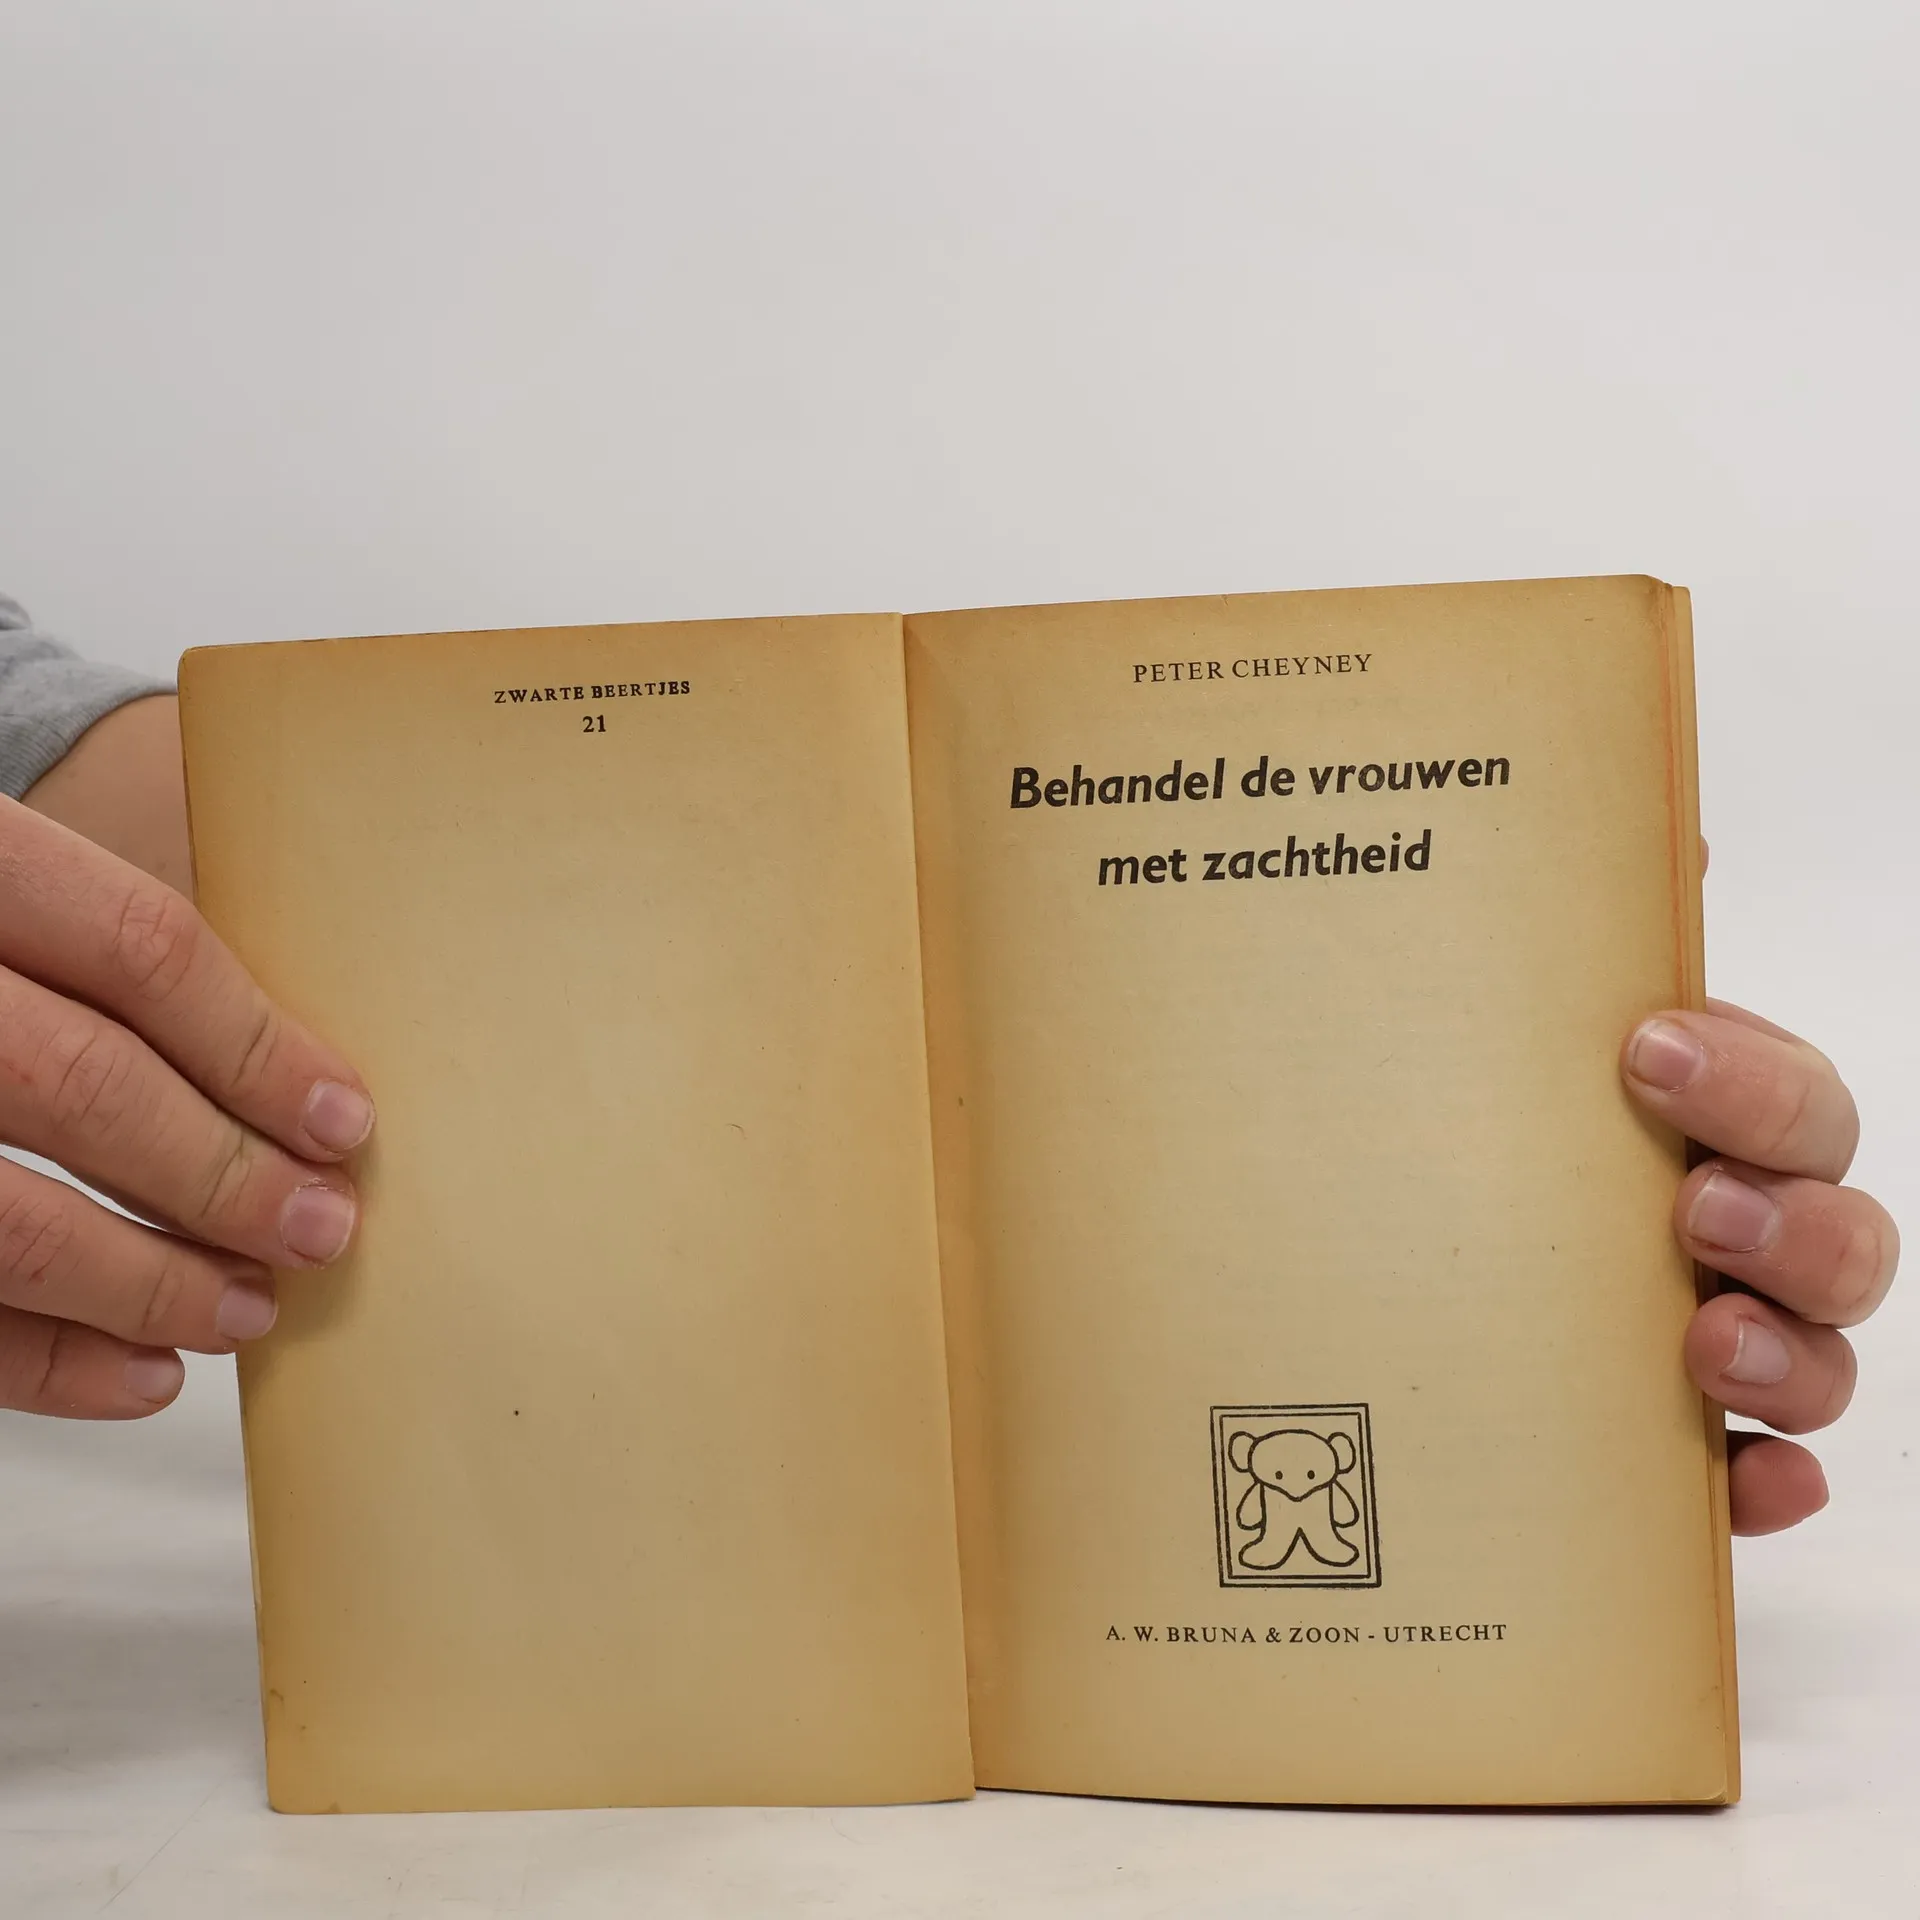 ZWARTE BEERTJES
21
PETER CHEYNEY
Behandel de vrouwen
met zachtheid
A. W. BRUNA & ZOON - UTRECHT